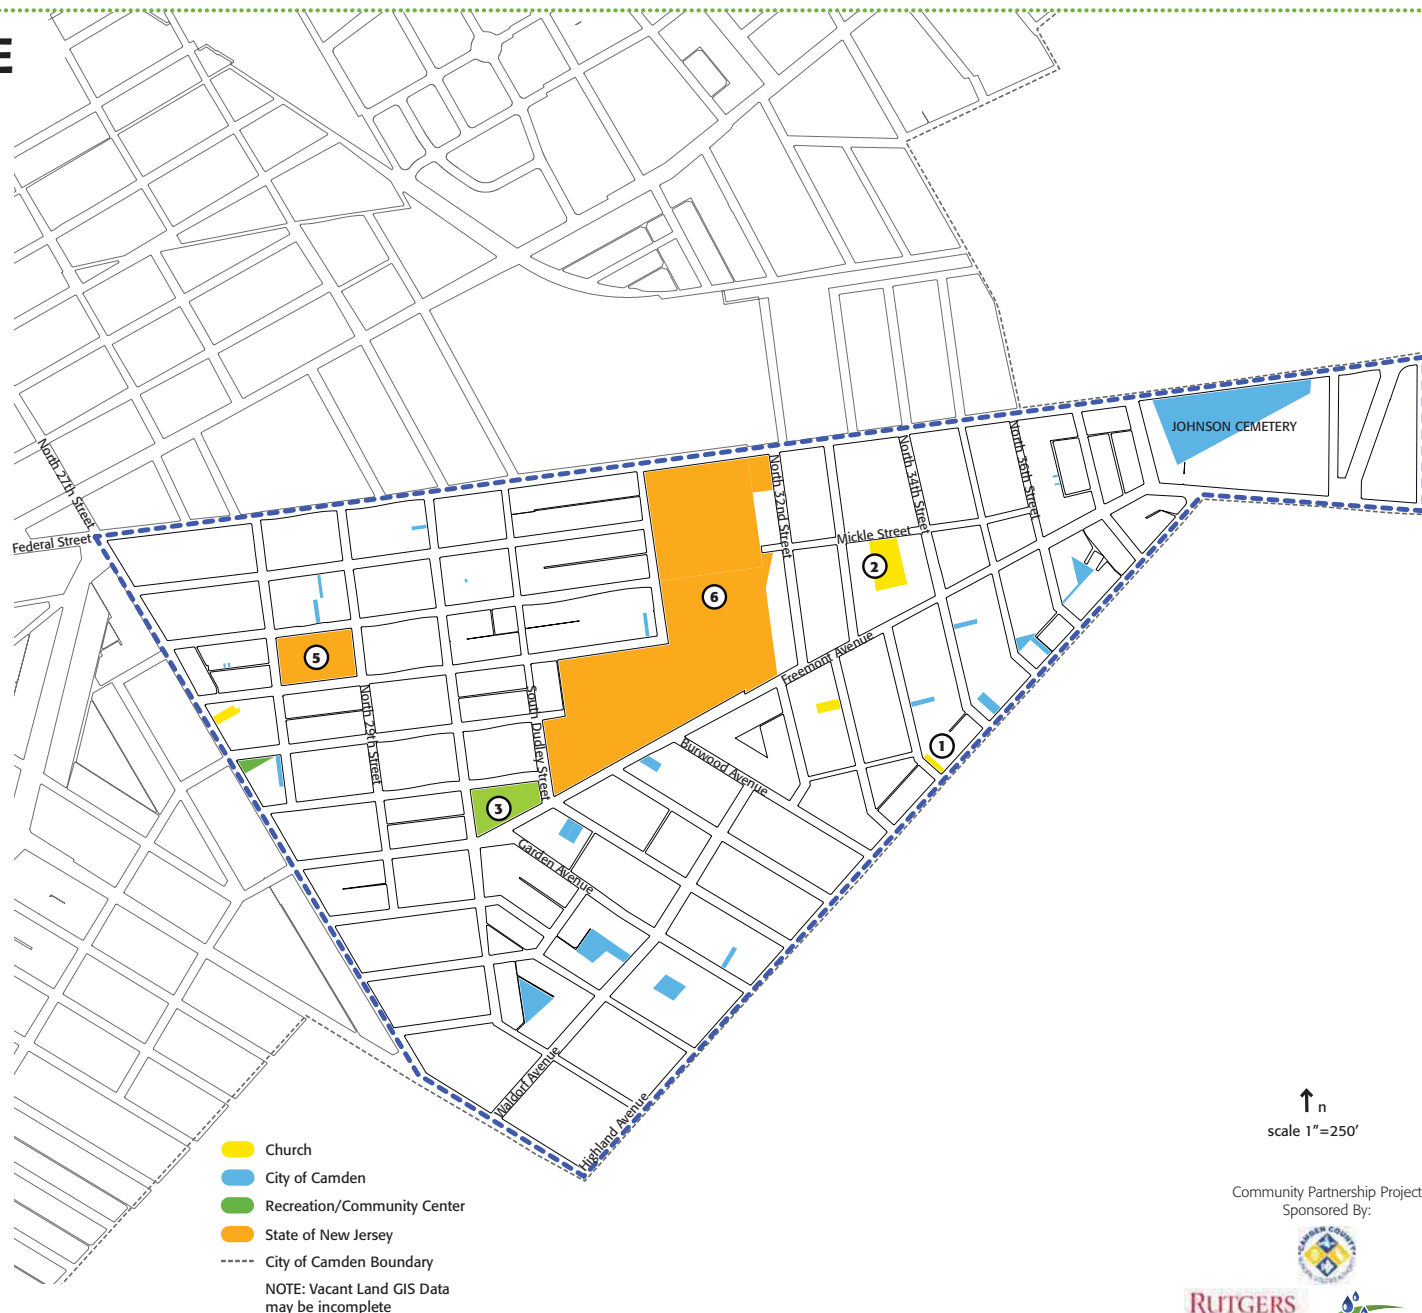 E
North 27th Street
Federal Street
JOHNSON CEMETERY
North 32nd Street
North 34th Street
North 36th Street
Mickle Street
2
6
5
Freemont Avenue
North 29th Street
South Dudley Street
1
Burwood Avenue
3
Garden Avenue
Waldorf Avenue
Highland Avenue
n
scale 1"=250'
Church
City of Camden
Recreation/Community Center
State of New Jersey
City of Camden Boundary
NOTE: Vacant Land GIS Data
may be incomplete
Community Partnership Project
Sponsored By:
CAMDEN COUNTY
RUTGERS